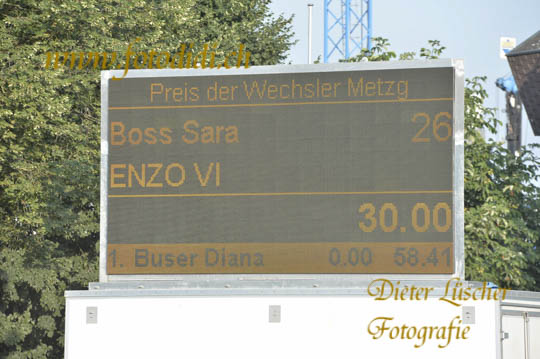 www.fotodieli.ch
Preis der Wechsler Metzg
Boss Sara 26
ENZO VI
30.00
1. Buser Diana 0.00 58.41
Dieter Lüscher
Fotografie